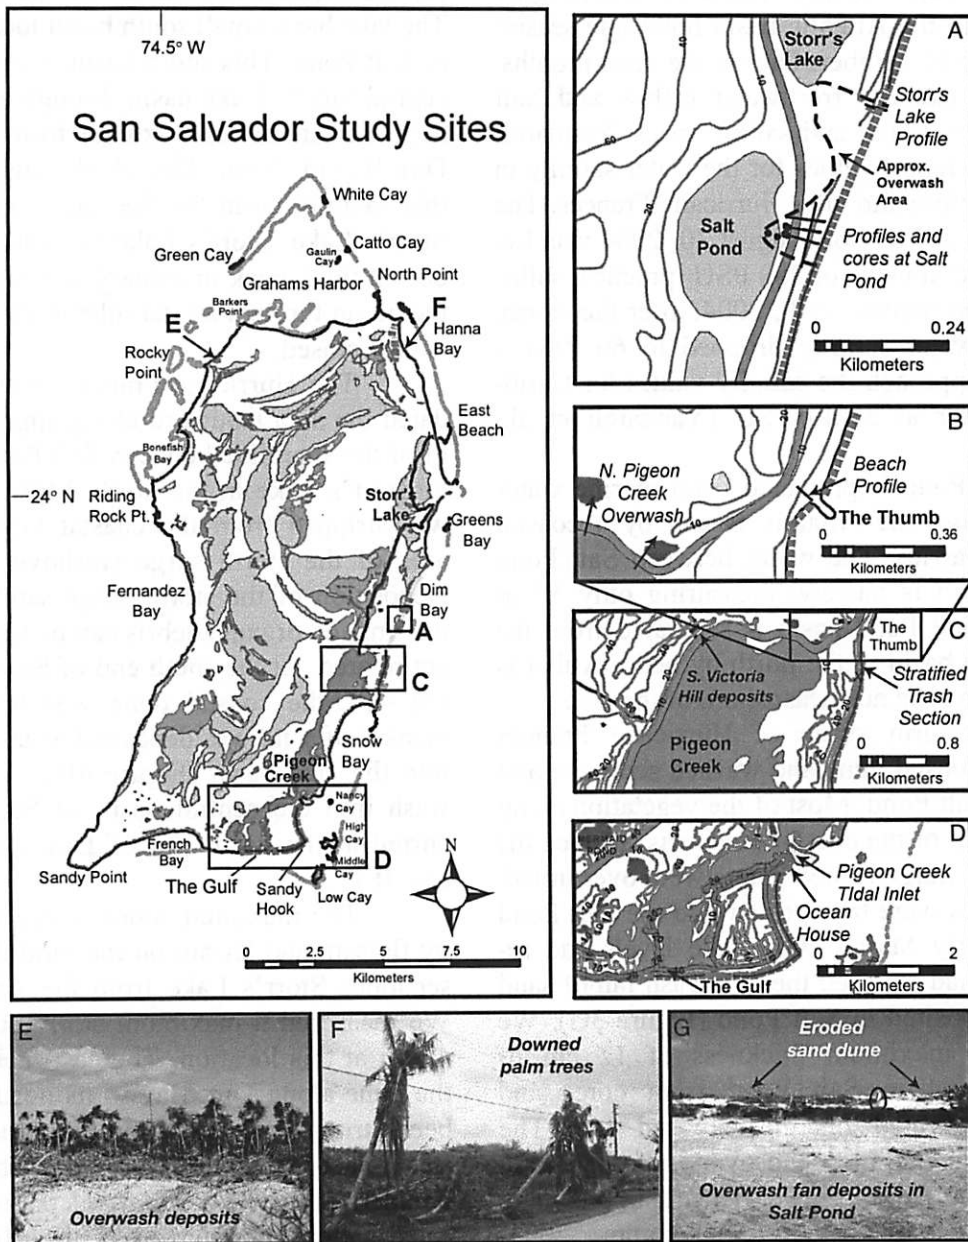 74.5° W
San Salvador Study Sites
White Cay
Green Cay
Gaulin
Cay
Catto Cay
North Point
Grahams Harbor
Barkers
Point
E
F
Hanna
Bay
Rocky
Point
East
Beach
Bonefish
Bay
24° N
Riding
Rock Pt.
Storr's
Lake
Greens
Bay
Fernandez
Bay
Dim
Bay
A
C
Snow
Bay
Pigeon
Creek
Nancy
Cay
High
Cay
Middle
Cay
French
Bay
Sandy Point
D
The Gulf
Sandy
Hook
Low Cay
N
0 2.5 5 7.5 10
Kilometers
A
Storr's
Lake
Storr's
Lake
Profile
Approx.
Overwash
Area
Salt
Pond
Profiles and
cores at Salt
Pond
40
20
10
0 0.24
Kilometers
B
N. Pigeon
Creek
Overwash
Beach
Profile
The Thumb
10
0 0.36
Kilometers
C
The
Thumb
S. Victoria
Hill deposits
Stratified
Trash
Section
Pigeon
Creek
0 0.8
Kilometers
D
Pigeon Creek
TIdal Inlet
Ocean
House
0 2
Kilometers
The Gulf
E
Overwash deposits
F
Downed
palm trees
G
Eroded
sand dune
Overwash fan deposits in
Salt Pond